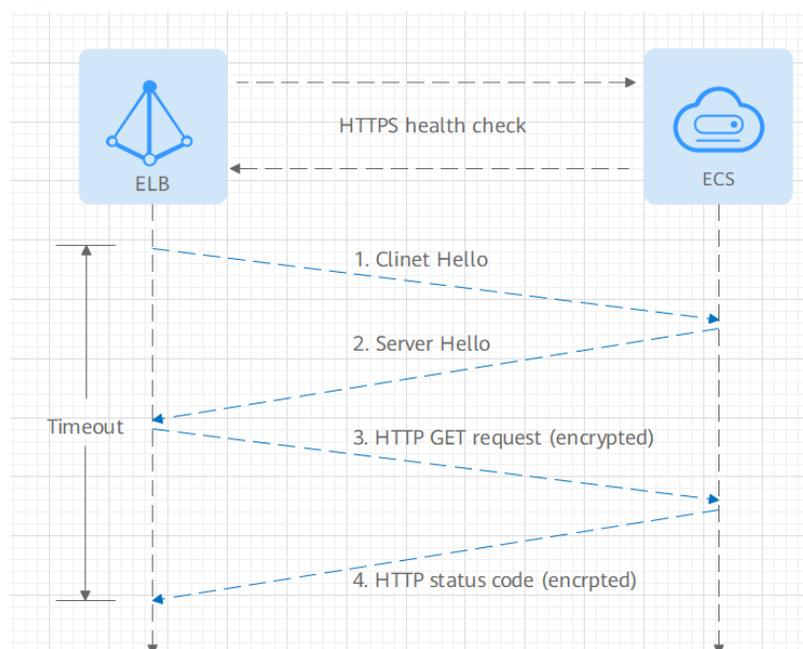 HTTPS health check
ELB
ECS
1. Clinet Hello
2. Server Hello
Timeout
3. HTTP GET request (encrypted)
4. HTTP status code (encrpted)